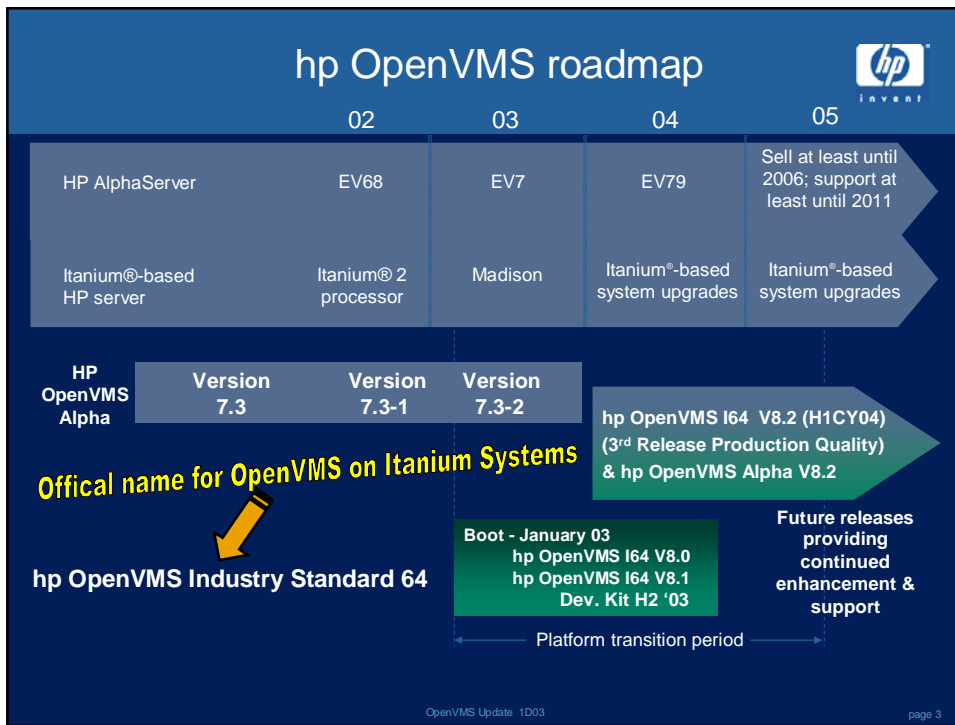 hp OpenVMS roadmap
hp
invent
02
03
04
05
HP AlphaServer
EV68
EV7
EV79
Sell at least until
2006; support at
least until 2011
Itanium®-based
HP server
Itanium® 2
processor
Madison
Itanium®-based
system upgrades
Itanium®-based
system upgrades
HP
OpenVMS
Alpha
Version
7.3
Version
7.3-1
Version
7.3-2
hp OpenVMS I64 V8.2 (H1CY04)
(3rd Release Production Quality)
& hp OpenVMS Alpha V8.2
Offical name for OpenVMS on Itanium Systems
hp OpenVMS Industry Standard 64
Boot - January 03
hp OpenVMS I64 V8.0
hp OpenVMS I64 V8.1
Dev. Kit H2 ‘03
Future releases
providing
continued
enhancement &
support
Platform transition period
OpenVMS Update 1D03
page 3